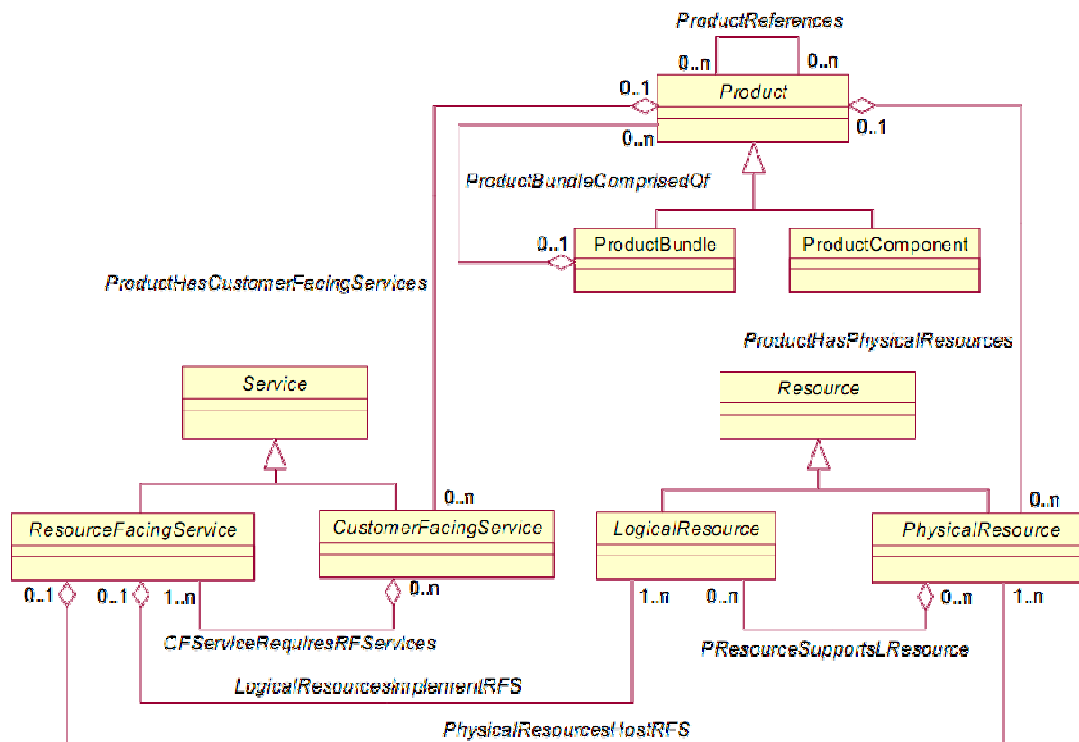 ProductReferences
0..n 0..n
0..1 Product
0..n 0..1
ProductBundleComprisedOf
0..1 ProductBundle ProductComponent
ProductHasCustomerFacingServices
ProductHasPhysicalResources
Service Resource
0..n 0..n
ResourceFacingService CustomerFacingService LogicalResource PhysicalResource
0..1 0..1 1..n 0..n 1..n 0..n 0..n 1..n
CFServiceRequiresRFServices PResourceSupportsLResource
LogicalResourcesImplementRFS
PhysicalResourcesHostRFS